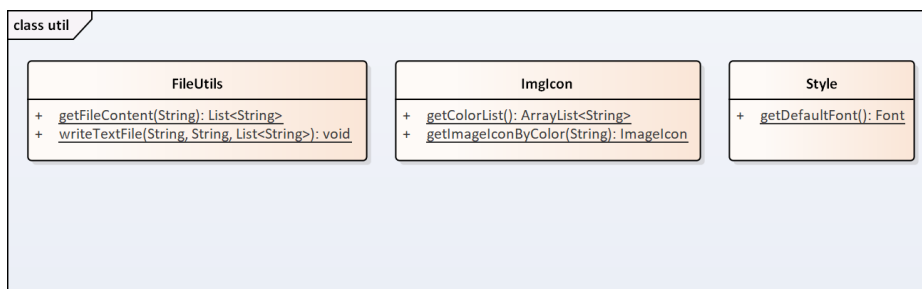 class util
FileUtils
+ getFileContent(String): List<String>
+ writeTextFile(String, String, List<String>): void
ImgIcon
+ getColorList(): ArrayList<String>
+ getImageIconByColor(String): ImageIcon
Style
+ getDefaultFont(): Font